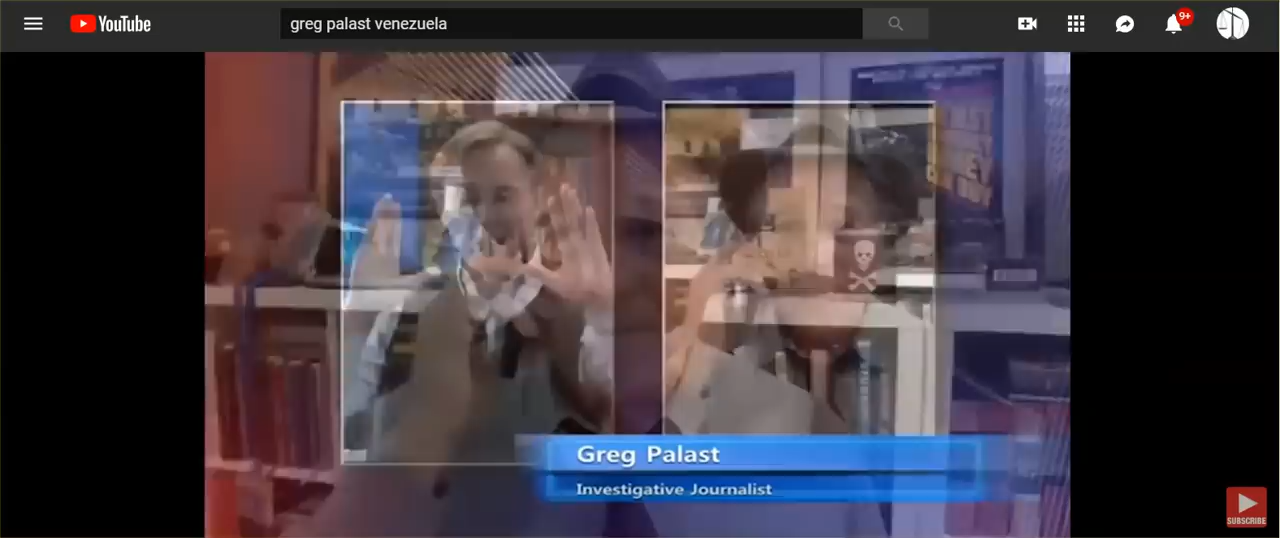 YouTube
greg palast venezuela
9+
Greg Palast
Investigative Journalist
SUBSCRIBE